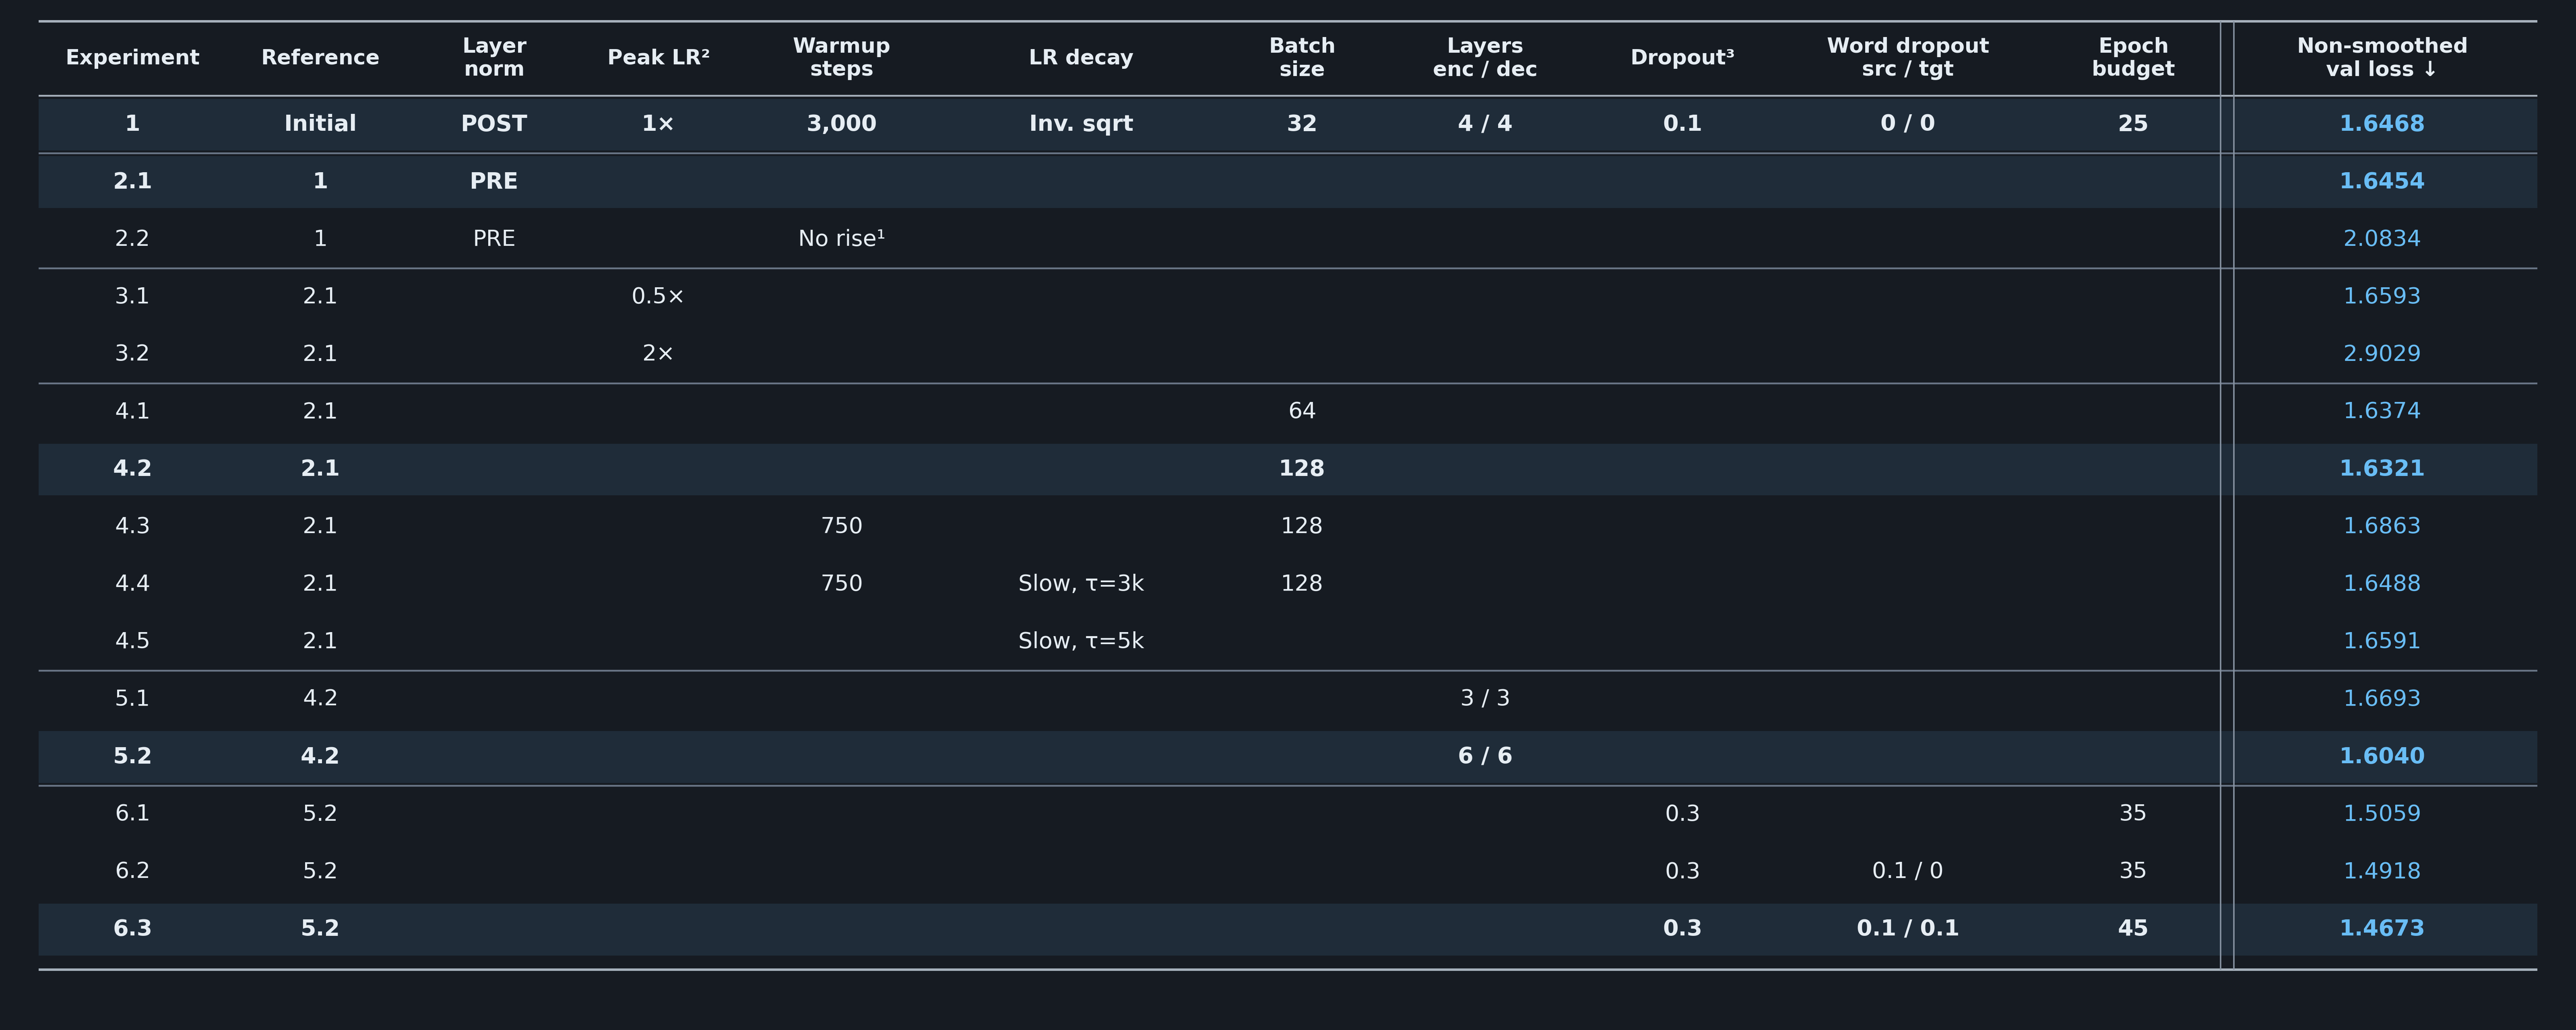 Experiment Reference Layer norm Peak LR² Warmup steps LR decay Batch size Layers enc / dec Dropout³ Word dropout src / tgt Epoch budget Non-smoothed val loss ↓
1 Initial POST 1× 3,000 Inv. sqrt 32 4 / 4 0.1 0 / 0 25 1.6468
2.1 1 PRE 1.6454
2.2 1 PRE No rise¹ 2.0834
3.1 2.1 0.5× 1.6593
3.2 2.1 2× 2.9029
4.1 2.1 64 1.6374
4.2 2.1 128 1.6321
4.3 2.1 750 128 1.6863
4.4 2.1 750 Slow, τ=3k 128 1.6488
4.5 2.1 Slow, τ=5k 1.6591
5.1 4.2 3 / 3 1.6693
5.2 4.2 6 / 6 1.6040
6.1 5.2 0.3 35 1.5059
6.2 5.2 0.3 0.1 / 0 35 1.4918
6.3 5.2 0.3 0.1 / 0.1 45 1.4673